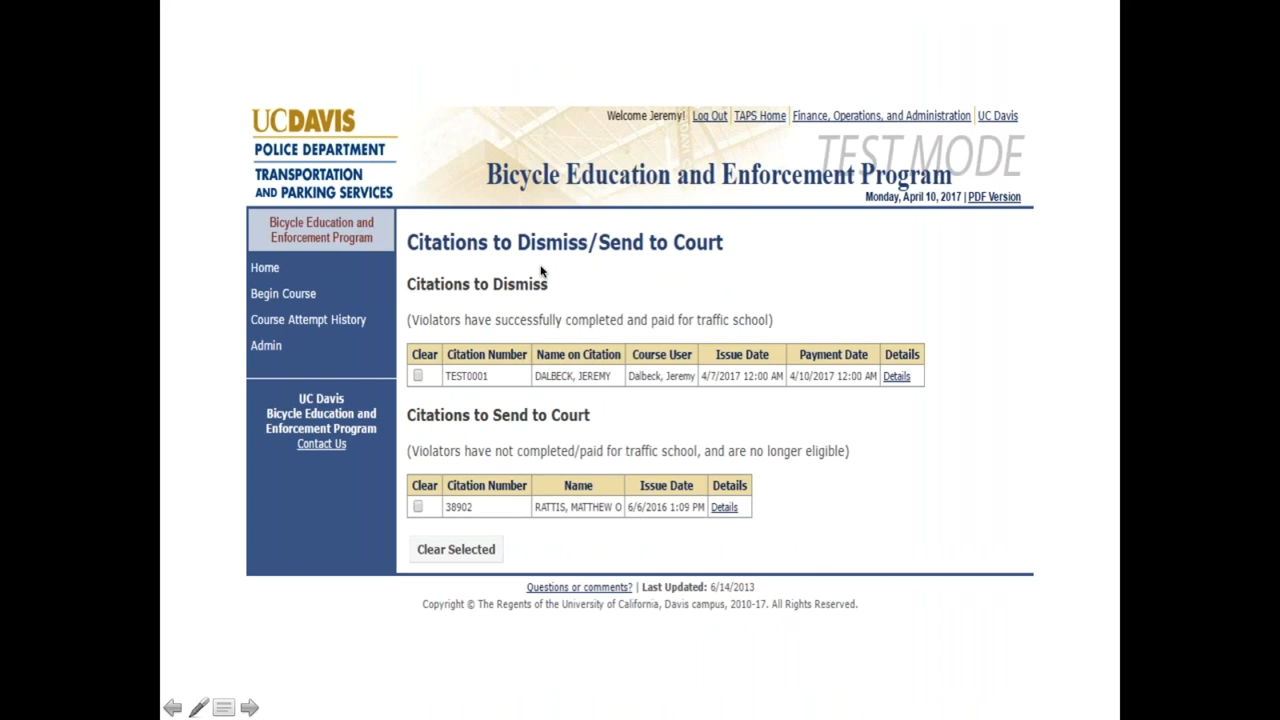 UCDAVIS
POLICE DEPARTMENT
TRANSPORTATION
AND PARKING SERVICES
Welcome Jeremy! | Log Out | TAPS Home | Finance, Operations, and Administration | UC Davis
TEST MODE
Bicycle Education and Enforcement Program
Monday, April 10, 2017 | PDF Version
Bicycle Education and
Enforcement Program
Home
Begin Course
Course Attempt History
Admin
UC Davis
Bicycle Education and
Enforcement Program
Contact Us
Citations to Dismiss/Send to Court
Citations to Dismiss
(Violators have successfully completed and paid for traffic school)
Clear Citation Number Name on Citation Course User Issue Date Payment Date Details
TEST0001 DALBECK, JEREMY Dalbeck, Jeremy 4/7/2017 12:00 AM 4/10/2017 12:00 AM Details
Citations to Send to Court
(Violators have not completed/paid for traffic school, and are no longer eligible)
Clear Citation Number Name Issue Date Details
38902 RATTIS, MATTHEW O 6/6/2016 1:09 PM Details
Clear Selected
Questions or comments? | Last Updated: 6/14/2013
Copyright © The Regents of the University of California, Davis campus, 2010-17. All Rights Reserved.